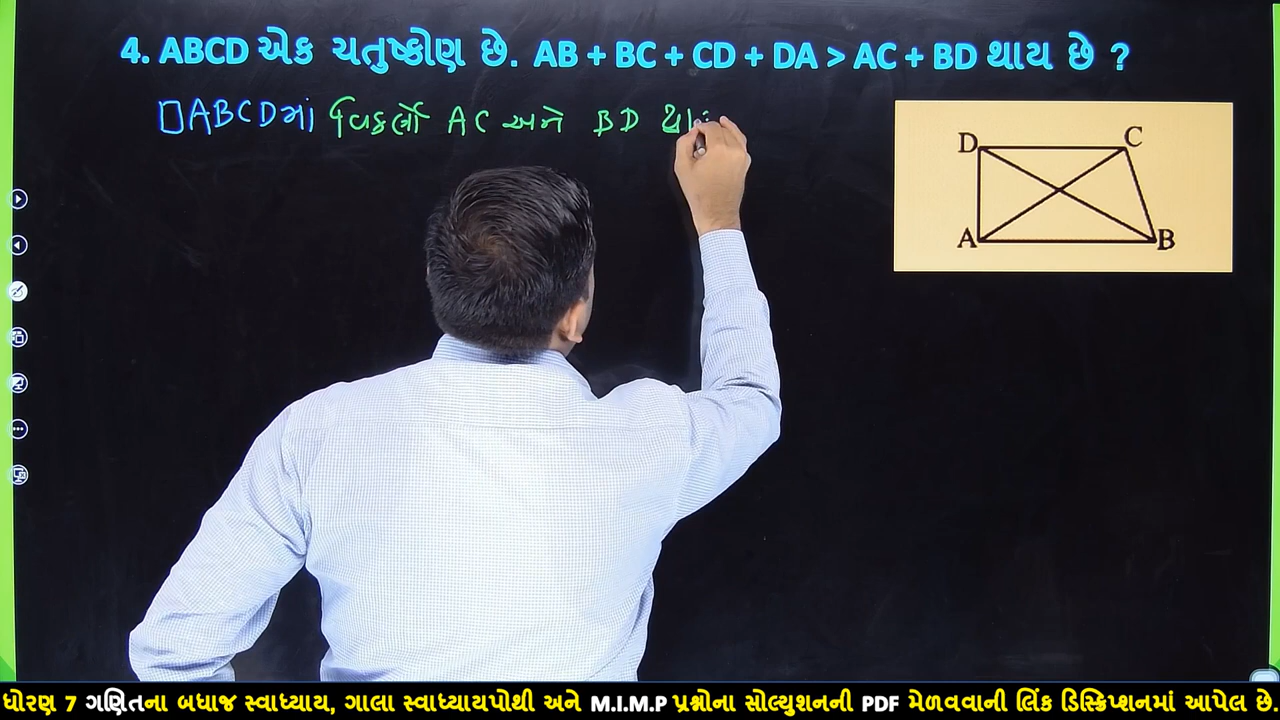 4. ABCD એક ચતુષ્કોણ છે. AB + BC + CD + DA > AC + BD થાય છે ?
□ABCDમાં વિકર્ણો AC અને BD
D C
A B
ધોરણ 7 ગણિતના બધાજ સ્વાધ્યાય, ગાલા સ્વાધ્યાયપોથી અને M.I.M.P પ્રશ્નોના સોલ્યુશનની PDF મેળવવાની લિંક ડિસ્ક્રિપ્શનમાં આપેલ છે.